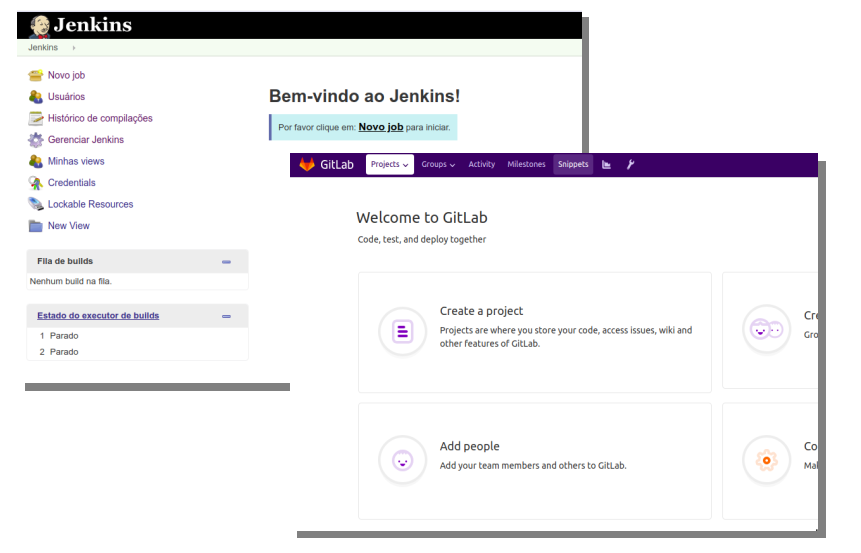 Jenkins
Jenkins
Novo job
Usuários
Histórico de compilações
Gerenciar Jenkins
Minhas views
Credentials
Lockable Resources
New View
Fila de builds
Nenhum build na fila.
Estado do executor de builds
1 Parado
2 Parado
Bem-vindo ao Jenkins!
Por favor clique em: Novo job para iniciar.
GitLab Projects Groups Activity Milestones Snippets
Welcome to GitLab
Code, test, and deploy together
Create a project
Projects are where you store your code, access issues, wiki and
other features of GitLab.
Cre
Gro
Add people
Add your team members and others to GitLab.
Co
Mal